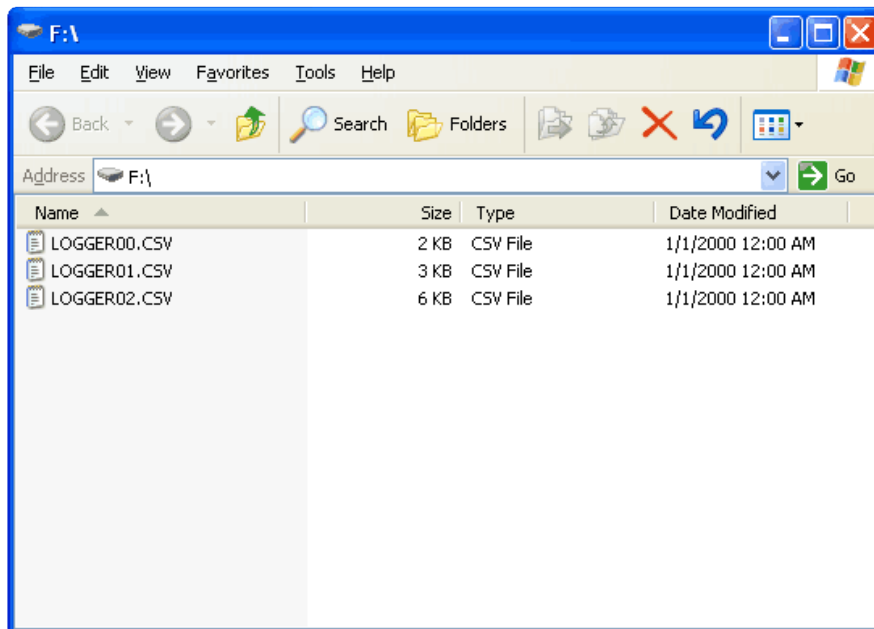 F:\
File Edit View Favorites Tools Help
Back Search Folders
Address F:\ Go
Name Size Type Date Modified
LOGGER00.CSV 2 KB CSV File 1/1/2000 12:00 AM
LOGGER01.CSV 3 KB CSV File 1/1/2000 12:00 AM
LOGGER02.CSV 6 KB CSV File 1/1/2000 12:00 AM